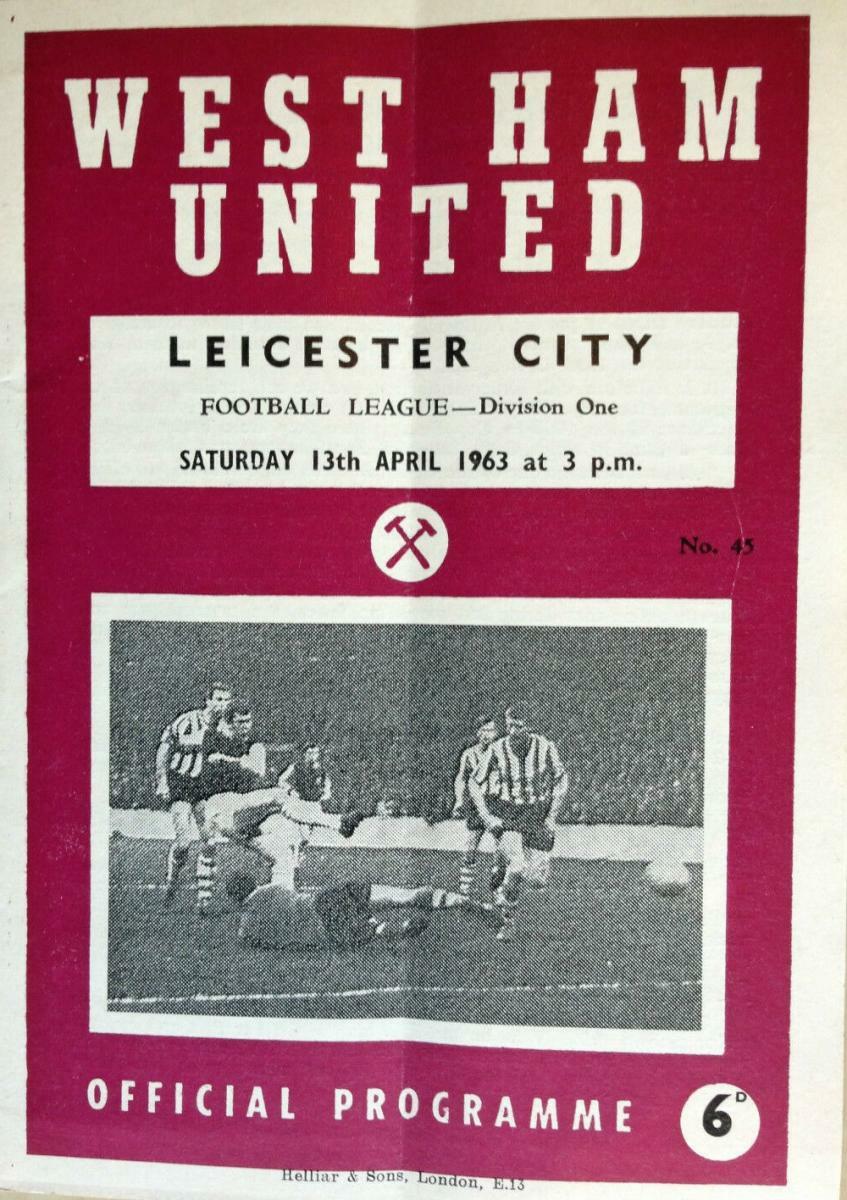 WEST HAM
UNITED
LEICESTER CITY
FOOTBALL LEAGUE—Division One
SATURDAY 13th APRIL 1963 at 3 p.m.
No. 45
OFFICIAL PROGRAMME
6D
Helliar & Sons, London, E.13